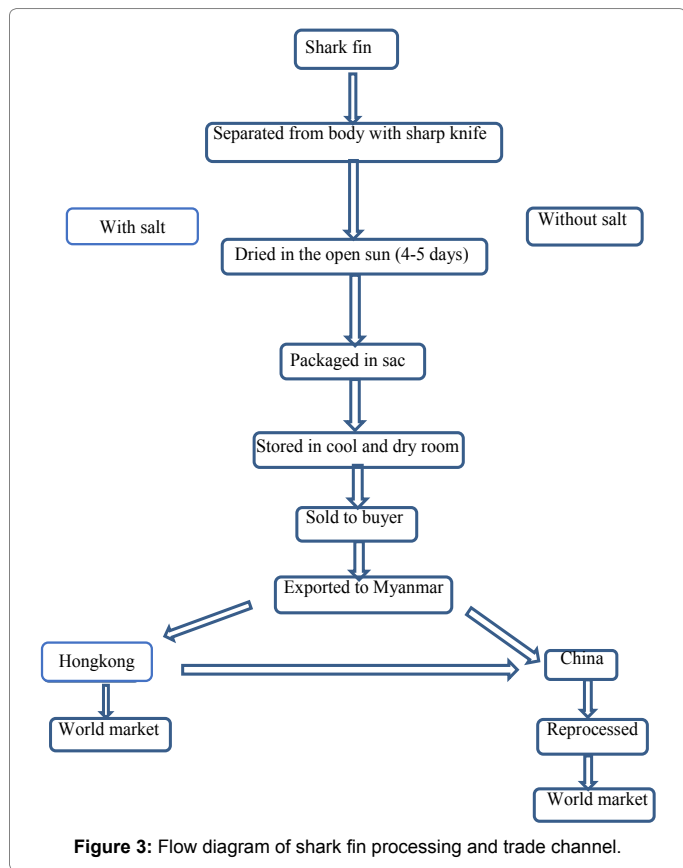 Shark fin
Separated from body with sharp knife
With salt
Without salt
Dried in the open sun (4-5 days)
Packaged in sac
Stored in cool and dry room
Sold to buyer
Exported to Myanmar
Hongkong
China
World market
Reprocessed
World market
Figure 3: Flow diagram of shark fin processing and trade channel.